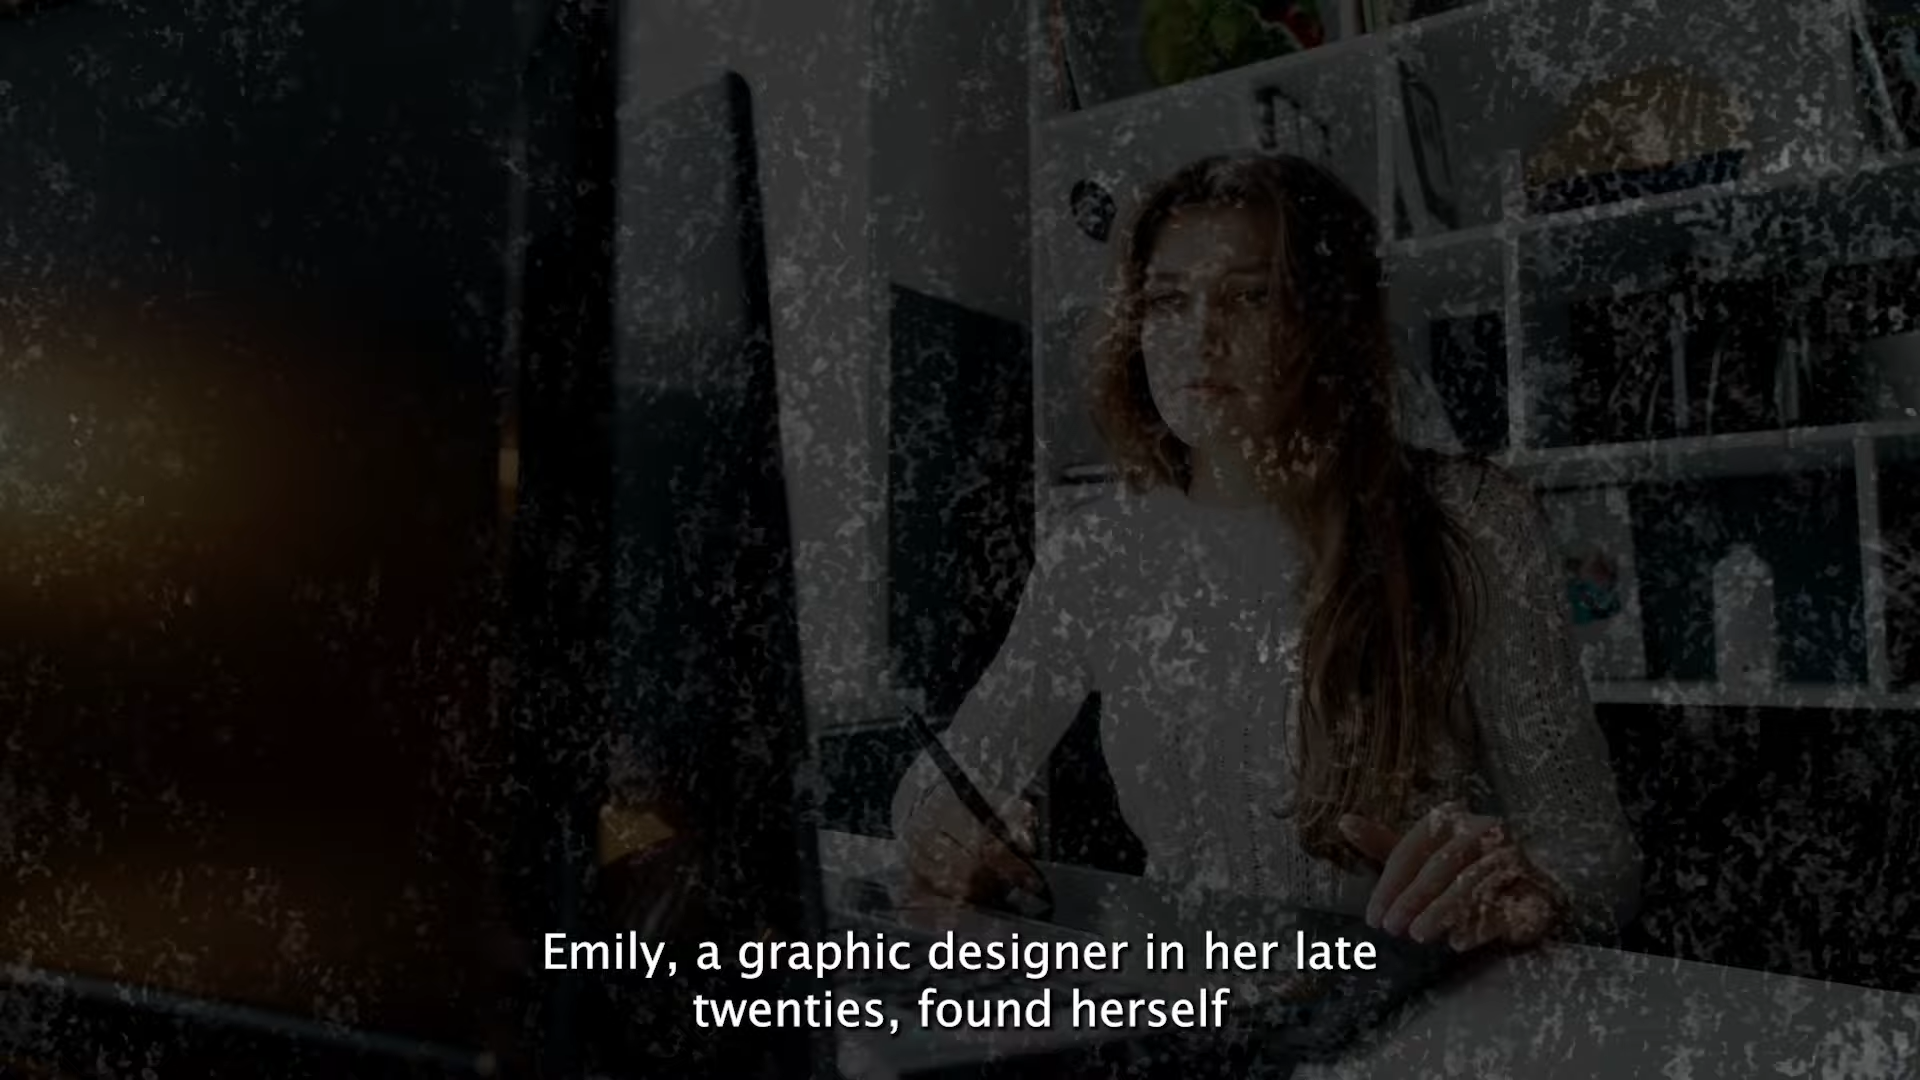 Emily, a graphic designer in her late
twenties, found herself